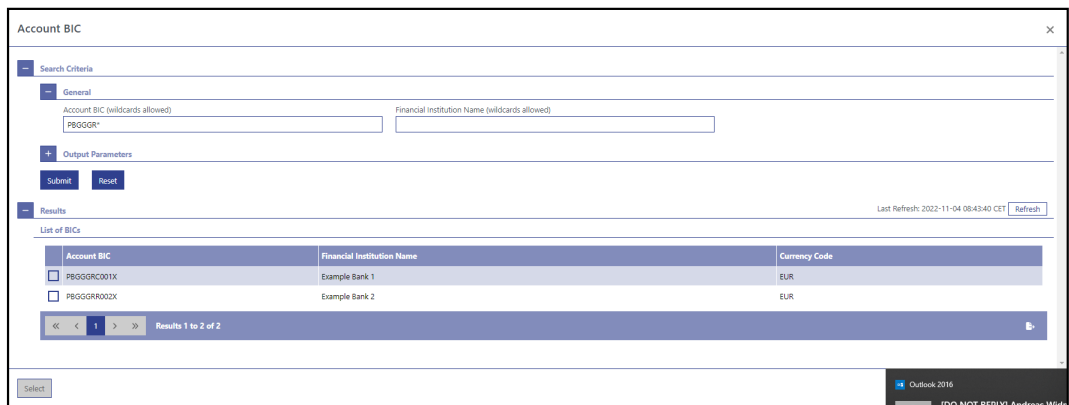 Account BIC ×
− Search Criteria
− General
Account BIC (wildcards allowed) Financial Institution Name (wildcards allowed)
PBGGGR*
+ Output Parameters
Submit Reset
− Results Last Refresh: 2022-11-04 08:43:40 CET Refresh
List of BICs
Account BIC Financial Institution Name Currency Code
PBGGGRC001X Example Bank 1 EUR
PBGGGRR002X Example Bank 2 EUR
« < 1 > » Results 1 to 2 of 2
Select
Outlook 2016
[DO NOT REPLY] Andreas Wid